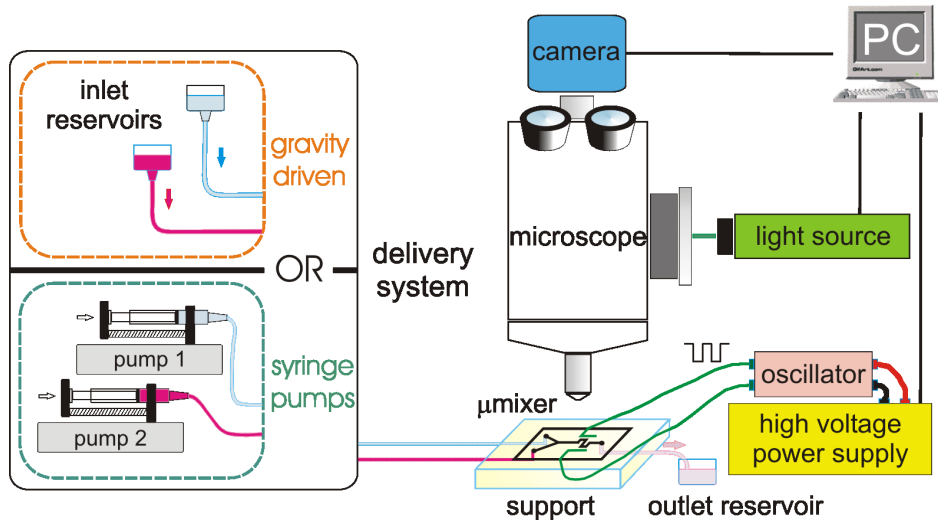 inlet
reservoirs
gravity
driven
OR
pump 1
pump 2
syringe
pumps
delivery
system
camera
microscope
PC
light source
oscillator
high voltage
power supply
μmixer
support
outlet reservoir